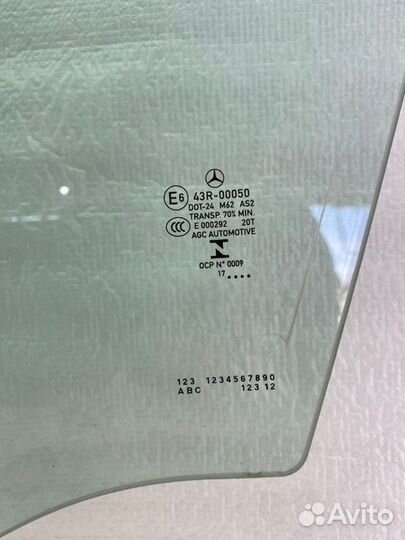 E6 43R-00050
DOT-24 M62 AS2
TRANSP 70% MIN.
CCC E 000292 20T
AGC AUTOMOTIVE
N
OCP N° 0009
17 ....
123 1234567890
ABC 123 12
Avito